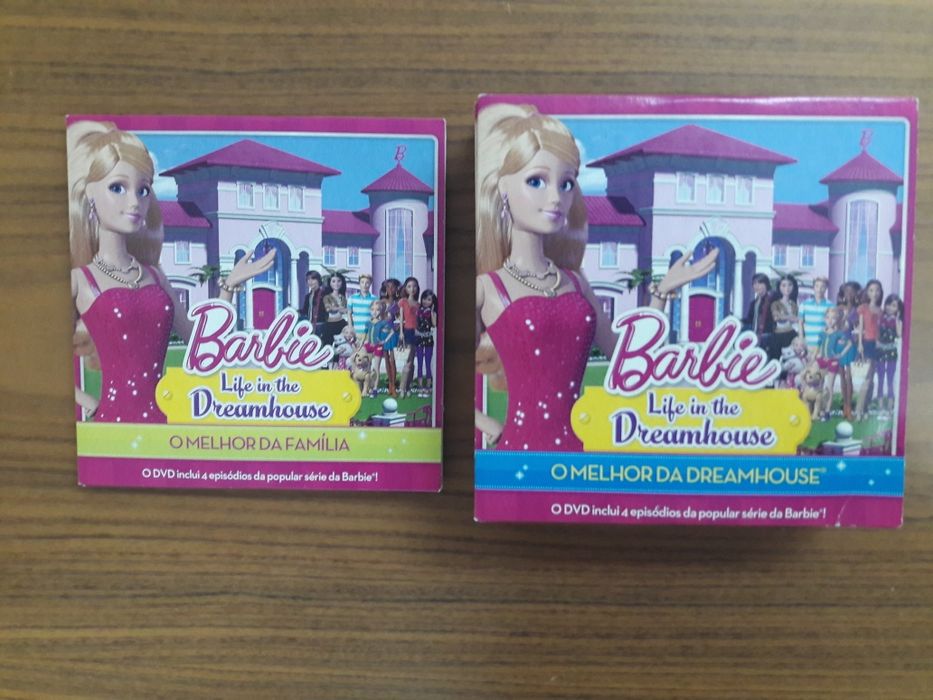 B
Barbie
Life in the
Dreamhouse
O MELHOR DA FAMÍLIA
O DVD inclui 4 episódios da popular série da Barbie®!
B
Barbie
Life in the
Dreamhouse
O MELHOR DA DREAMHOUSE®
O DVD inclui 4 episódios da popular série da Barbie®!